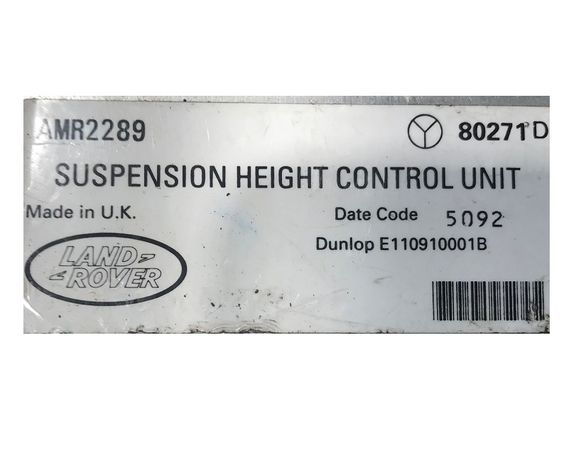 AMR2289 80271D
SUSPENSION HEIGHT CONTROL UNIT
Made in U.K. Date Code 5092
Dunlop E110910001B
LAND
ROVER